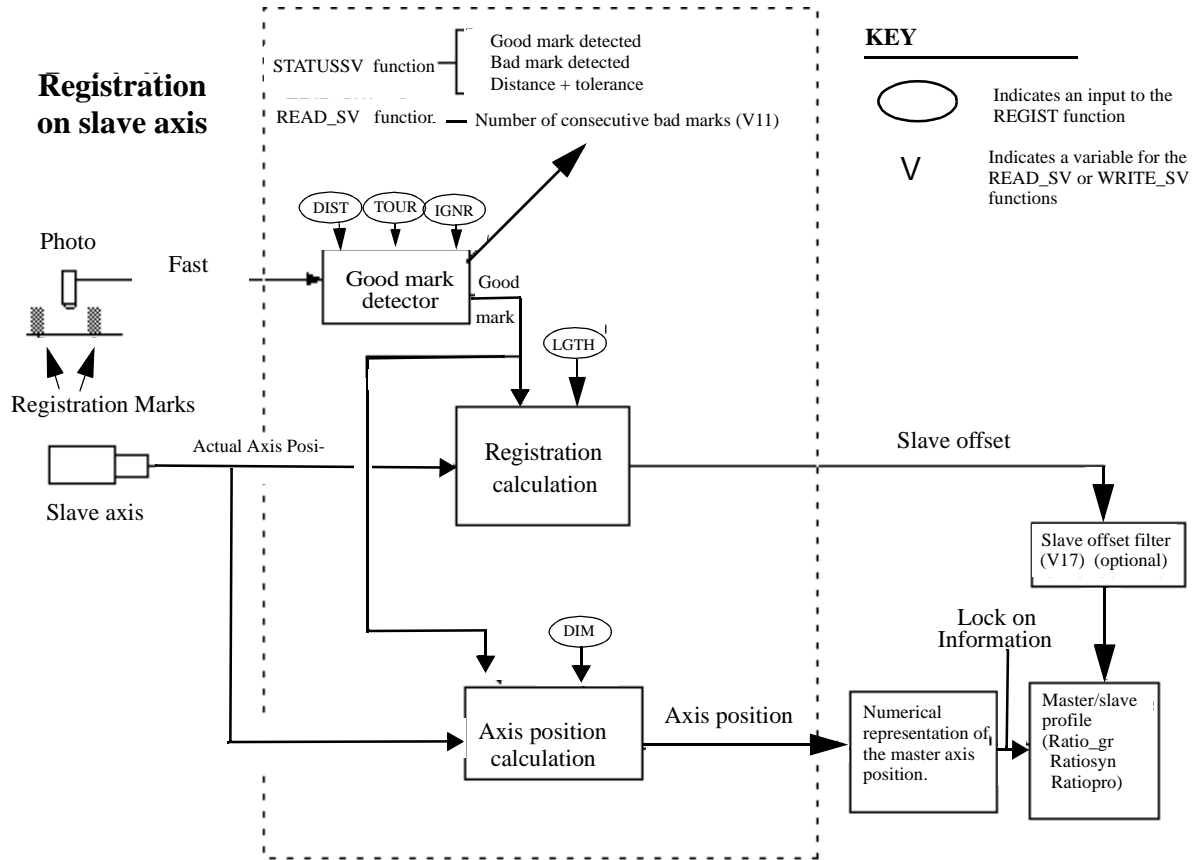 Registration
on slave axis
STATUSSV function
Good mark detected
Bad mark detected
Distance + tolerance
READ_SV function
Number of consecutive bad marks (V11)
KEY
Indicates an input to the
REGIST function
V
Indicates a variable for the
READ_SV or WRITE_SV
functions
DIST
TOUR
IGNR
Photo
Fast
Good mark
detector
Good
mark
LGTH
Registration Marks
Actual Axis Posi-
Slave axis
Registration
calculation
Slave offset
Slave offset filter
(V17) (optional)
Lock on
Information
DIM
Axis position
calculation
Axis position
Numerical
representation of
the master axis
position.
Master/slave
profile
(Ratio_gr
Ratiosyn
Ratiopro)